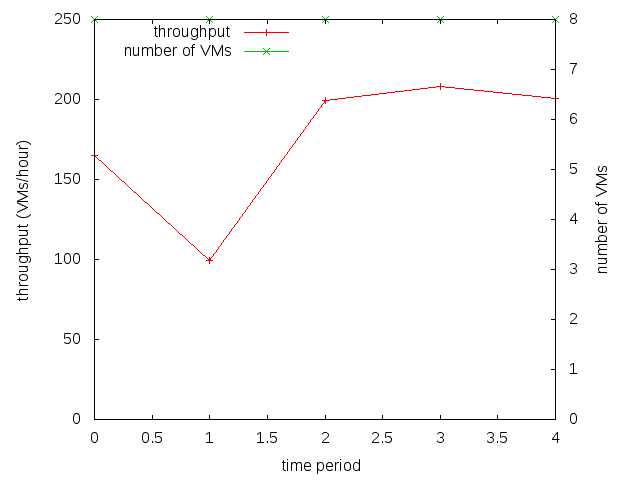 250
200
150
100
50
0
throughput
number of VMs
8
7
6
5
4
3
2
1
0
throughput (VMs/hour)
number of VMs
0 0.5 1 1.5 2 2.5 3 3.5 4
time period